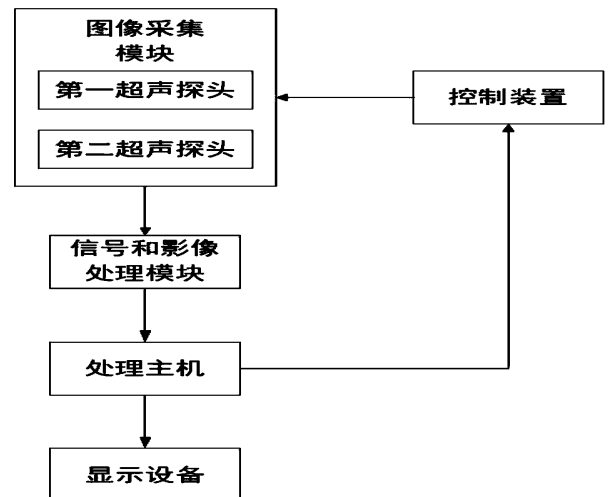 图像采集
模块
第一超声探头
控制装置
第二超声探头
信号和影像
处理模块
处理主机
显示设备